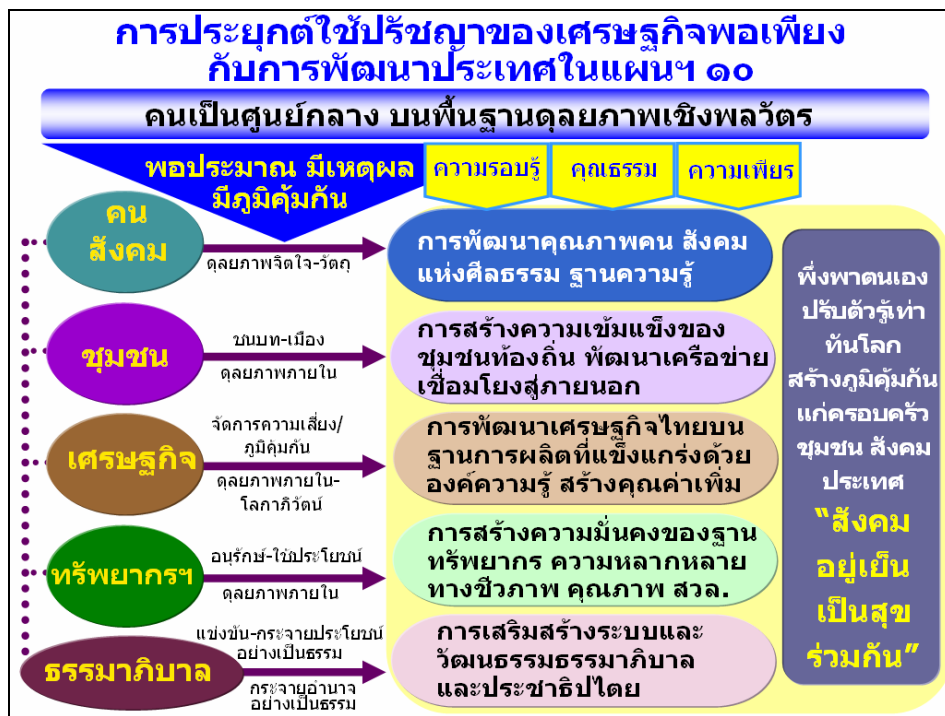 การประยุกต์ใช้ปรัชญาของเศรษฐกิจพอเพียง
กับการพัฒนาประเทศในแผนฯ ๑๐
คนเป็นศูนย์กลาง บนพื้นฐานดุลยภาพเชิงพลวัตร
พอประมาณ มีเหตุผล
มีภูมิคุ้มกัน
ความรอบรู้
คุณธรรม
ความเพียร
คน
สังคม
ดุลยภาพจิตใจ-วัตถุ
การพัฒนาคุณภาพคน สังคม
แห่งศีลธรรม ฐานความรู้
ชุมชน
ชนบท-เมือง
ดุลยภาพภายใน
การสร้างความเข้มแข็งของ
ชุมชนท้องถิ่น พัฒนาเครือข่าย
เชื่อมโยงสู่ภายนอก
เศรษฐกิจ
จัดการความเสี่ยง/
ภูมิคุ้มกัน
ดุลยภาพภายใน-
โลกาภิวัตน์
การพัฒนาเศรษฐกิจไทยบน
ฐานการผลิตที่แข็งแกร่งด้วย
องค์ความรู้ สร้างคุณค่าเพิ่ม
ทรัพยากรฯ
อนุรักษ์-ใช้ประโยชน์
ดุลยภาพภายใน
การสร้างความมั่นคงของฐาน
ทรัพยากร ความหลากหลาย
ทางชีวภาพ คุณภาพ สวล.
ธรรมาภิบาล
แข่งขัน-กระจายประโยชน์
อย่างเป็นธรรม
กระจายอำนาจ
อย่างเป็นธรรม
การเสริมสร้างระบบและ
วัฒนธรรมธรรมาภิบาล
และประชาธิปไตย
พึ่งพาตนเอง
ปรับตัวรู้เท่า
ทันโลก
สร้างภูมิคุ้มกัน
แก่ครอบครัว
ชุมชน สังคม
ประเทศ
“สังคม
อยู่เย็น
เป็นสุข
ร่วมกัน”